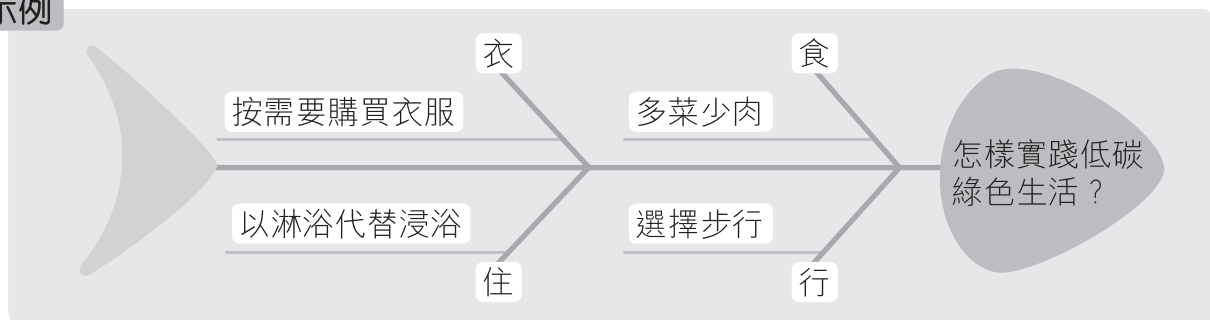 示例
衣
食
按需要購買衣服
多菜少肉
怎樣實踐低碳
綠色生活？
以淋浴代替浸浴
選擇步行
住
行